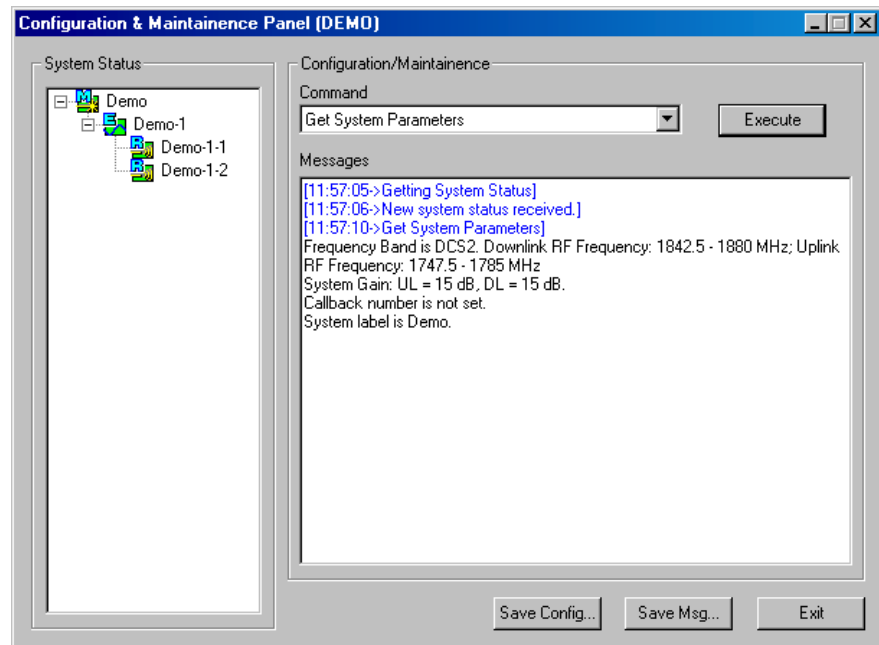 Configuration & Maintainence Panel (DEMO)
System Status
M Demo
E Demo-1
R Demo-1-1
R Demo-1-2
Configuration/Maintainence
Command
Get System Parameters
Execute
Messages
[11:57:05->Getting System Status]
[11:57:06->New system status received.]
[11:57:10->Get System Parameters]
Frequency Band is DCS2. Downlink RF Frequency: 1842.5 - 1880 MHz; Uplink
RF Frequency: 1747.5 - 1785 MHz
System Gain: UL = 15 dB, DL = 15 dB.
Callback number is not set.
System label is Demo.
Save Config...
Save Msg...
Exit